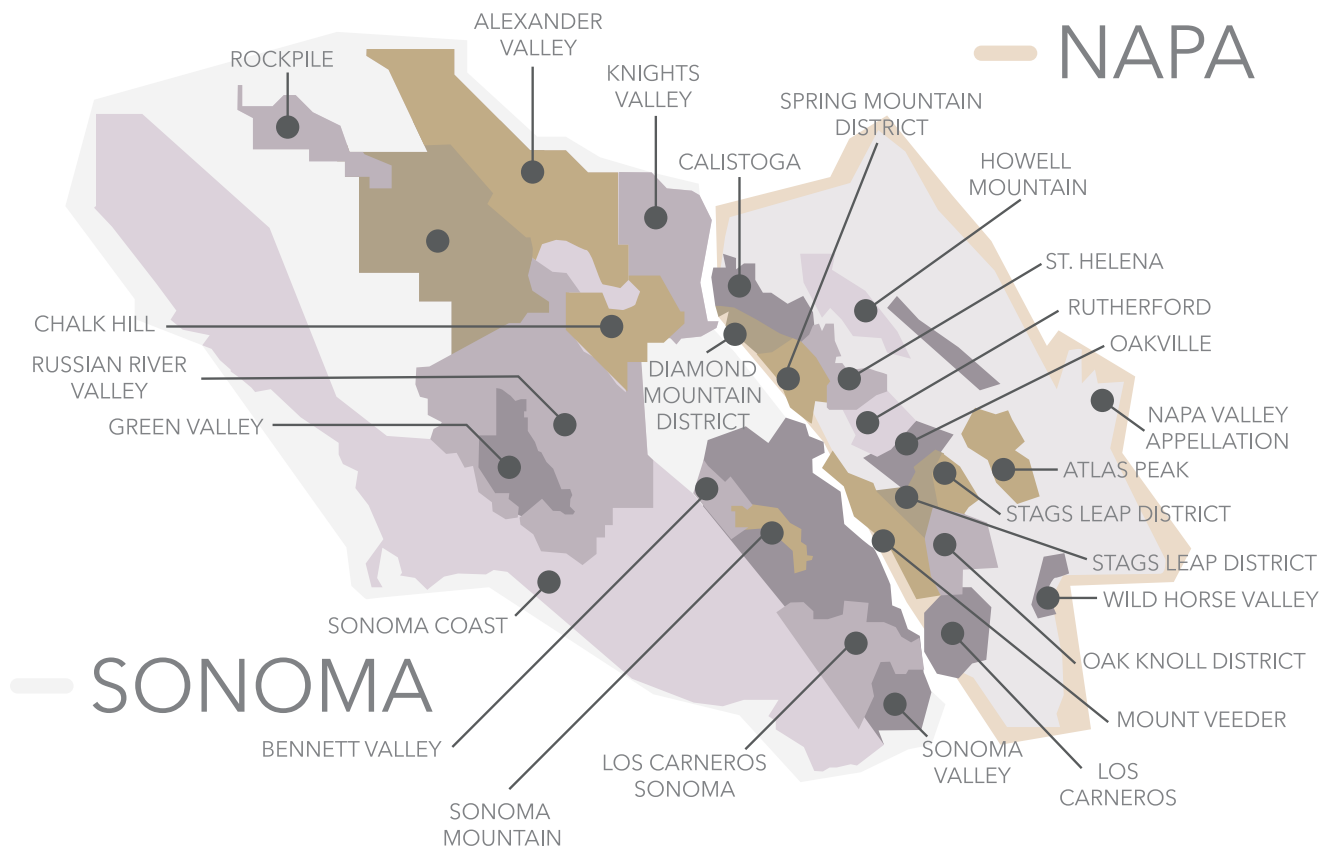 ALEXANDER
VALLEY
NAPA
ROCKPILE
KNIGHTS
VALLEY
SPRING MOUNTAIN
DISTRICT
CALISTOGA
HOWELL
MOUNTAIN
ST. HELENA
RUTHERFORD
CHALK HILL
OAKVILLE
RUSSIAN RIVER
VALLEY
DIAMOND
MOUNTAIN
DISTRICT
GREEN VALLEY
NAPA VALLEY
APPELLATION
ATLAS PEAK
STAGS LEAP DISTRICT
STAGS LEAP DISTRICT
WILD HORSE VALLEY
SONOMA COAST
OAK KNOLL DISTRICT
SONOMA
MOUNT VEEDER
BENNETT VALLEY
LOS CARNEROS
SONOMA
SONOMA
VALLEY
LOS
CARNEROS
SONOMA
MOUNTAIN